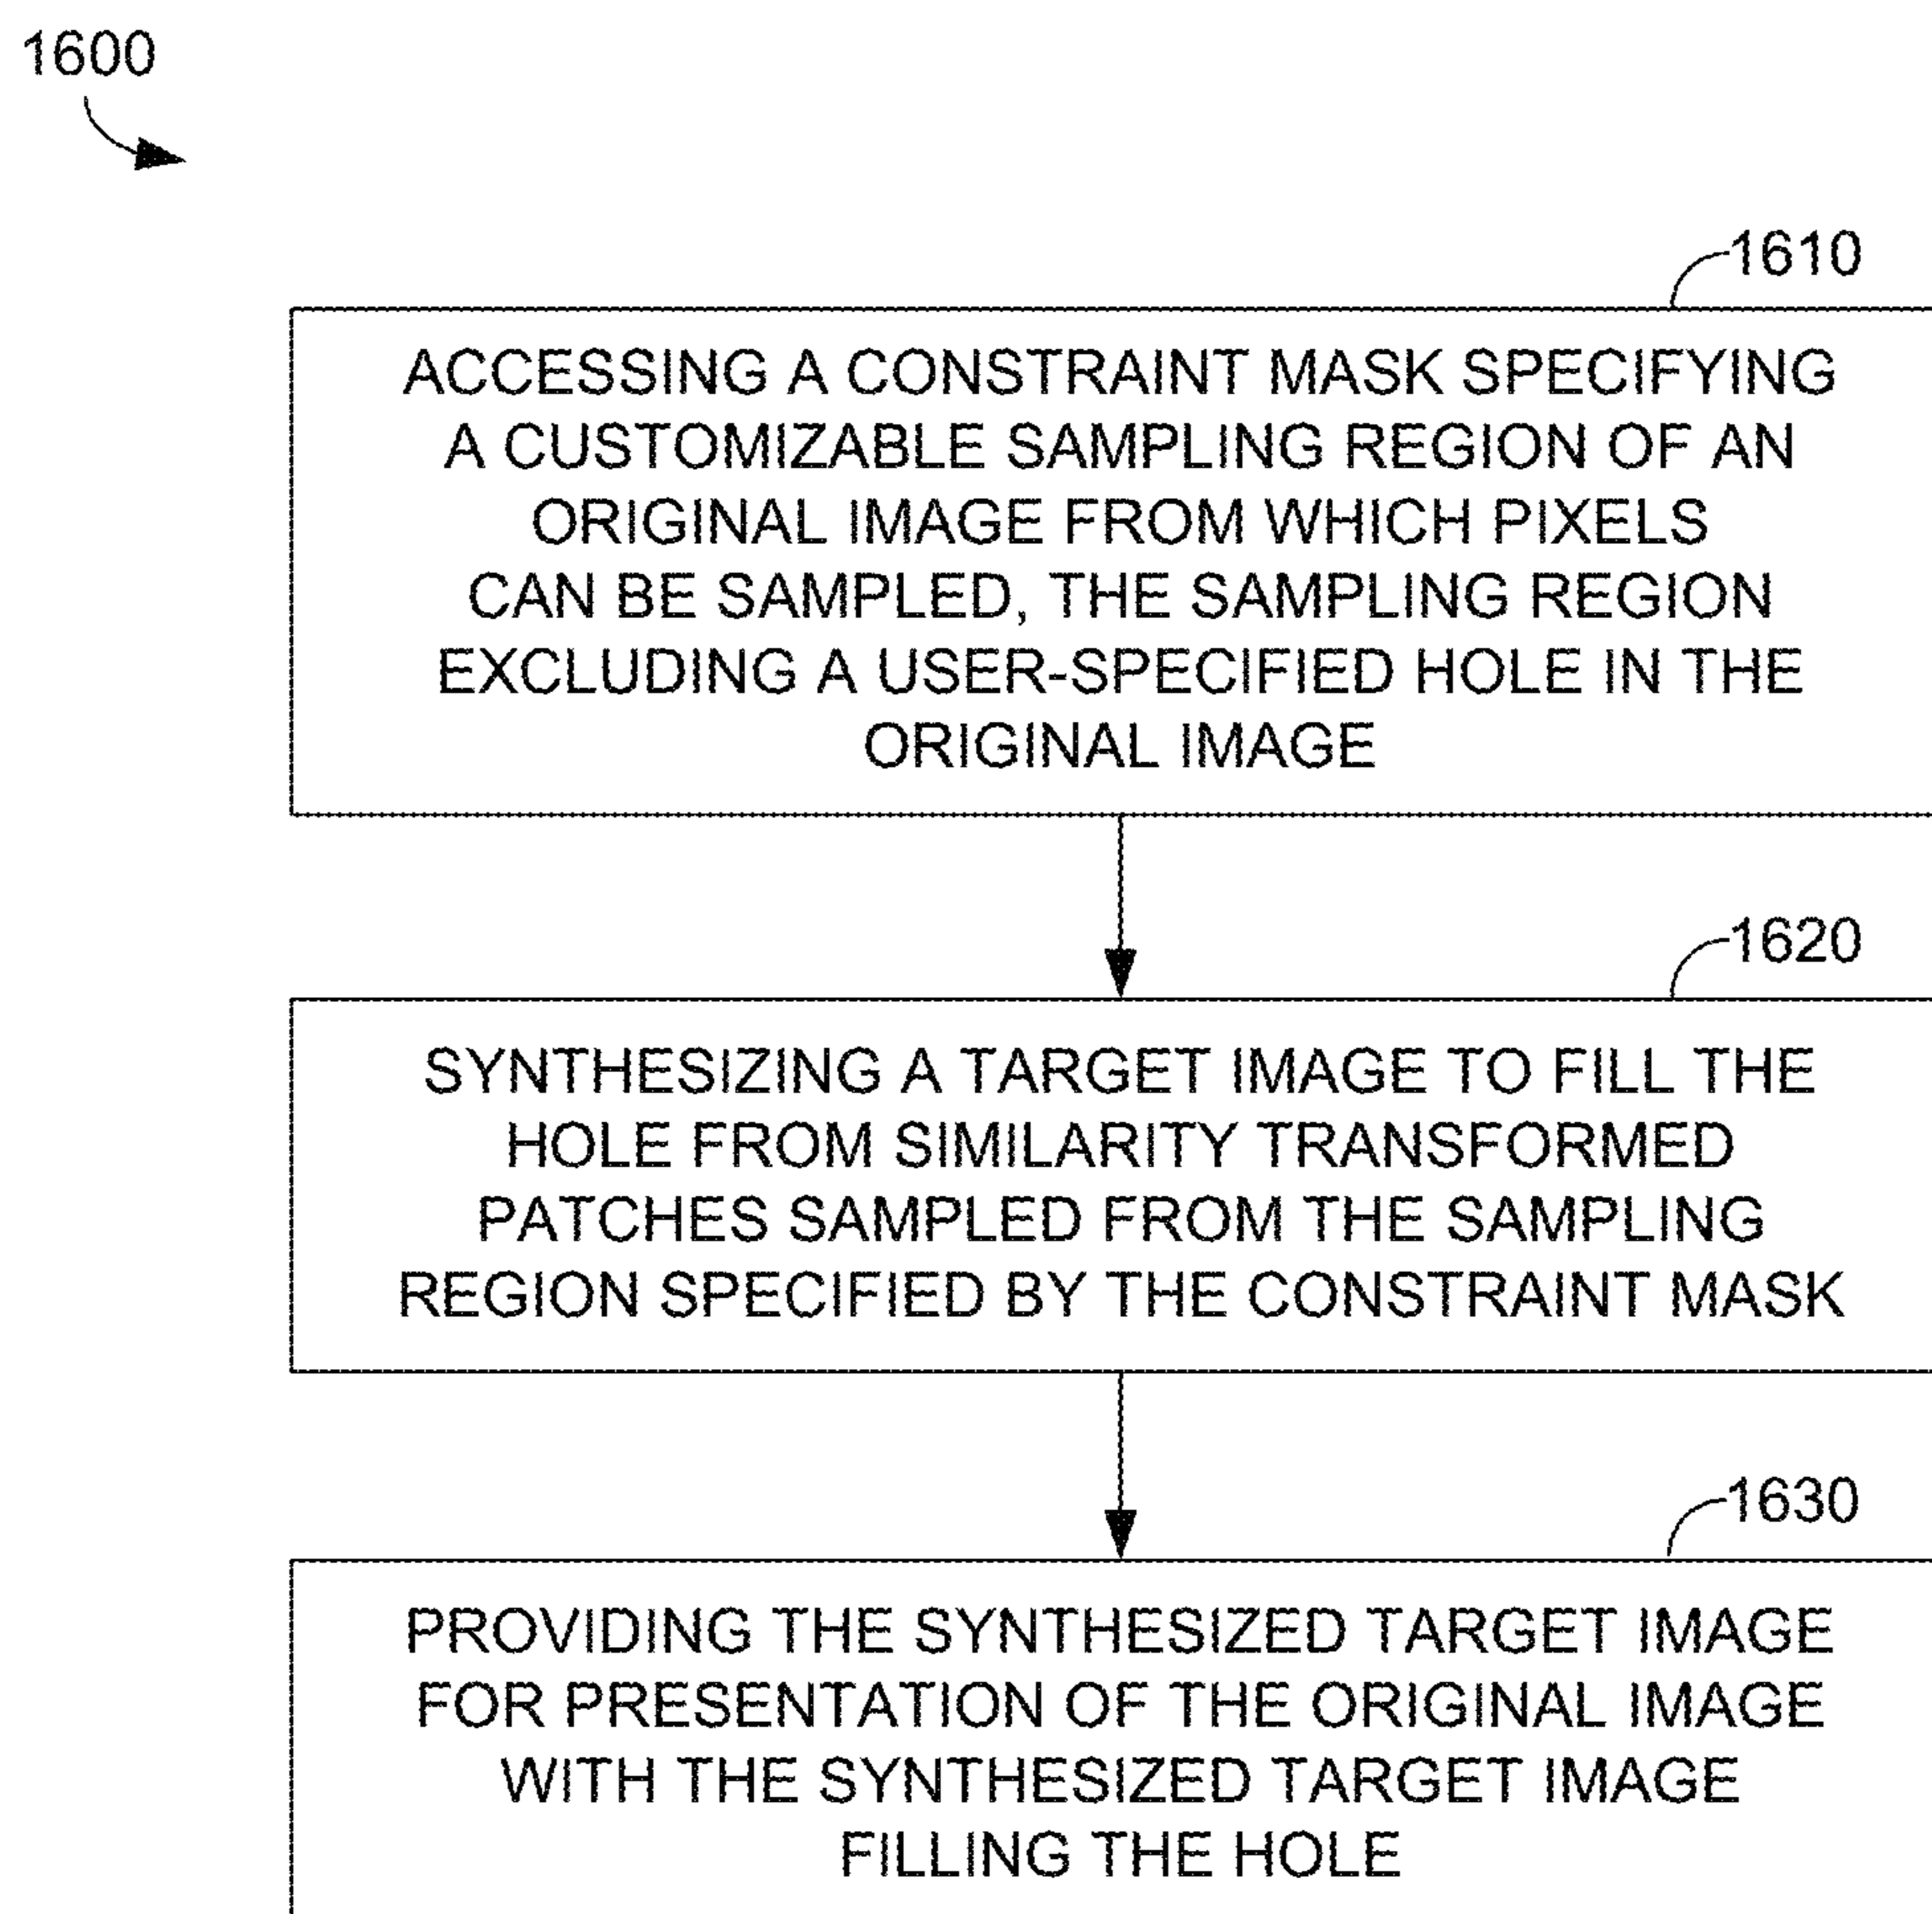 1600
1610
ACCESSING A CONSTRAINT MASK SPECIFYING
A CUSTOMIZABLE SAMPLING REGION OF AN
ORIGINAL IMAGE FROM WHICH PIXELS
CAN BE SAMPLED, THE SAMPLING REGION
EXCLUDING A USER-SPECIFIED HOLE IN THE
ORIGINAL IMAGE
1620
SYNTHESIZING A TARGET IMAGE TO FILL THE
HOLE FROM SIMILARITY TRANSFORMED
PATCHES SAMPLED FROM THE SAMPLING
REGION SPECIFIED BY THE CONSTRAINT MASK
1630
PROVIDING THE SYNTHESIZED TARGET IMAGE
FOR PRESENTATION OF THE ORIGINAL IMAGE
WITH THE SYNTHESIZED TARGET IMAGE
FILLING THE HOLE